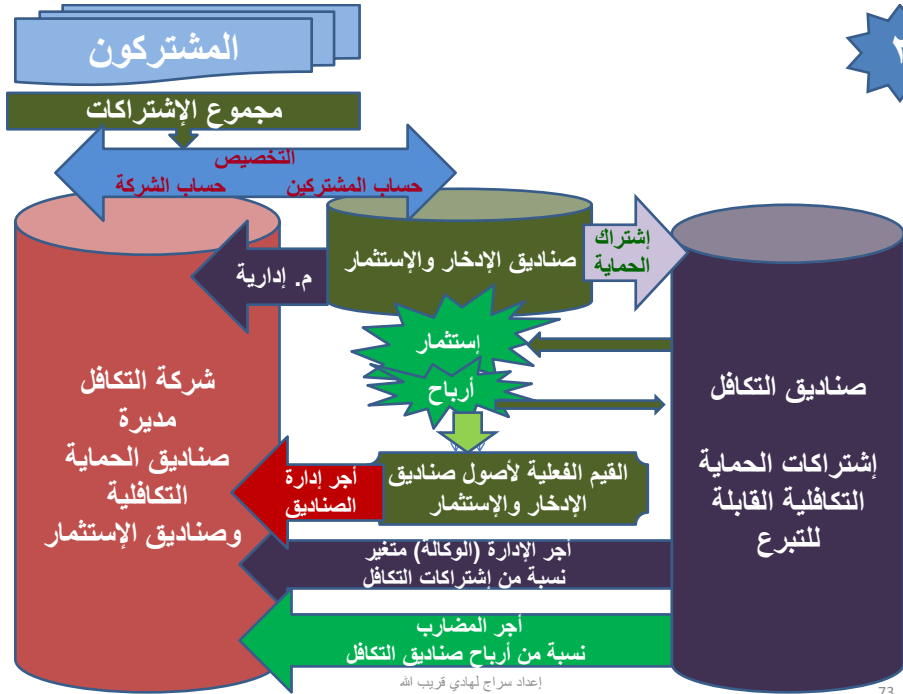 المشتركون
مجموع الإشتراكات
التخصيص
حساب المشتركين
حساب الشركة
صناديق الإدخار والإستثمار
إشتراك
الحماية
م. إدارية
إستثمار
أرباح
شركة التكافل
مديرة
صناديق الحماية
التكافلية
وصناديق الإستثمار
صناديق التكافل
إشتراكات الحماية
التكافلية القابلة
للتبرع
القيم الفعلية لأصول صناديق
الإدخار والإستثمار
أجر إدارة
الصناديق
أجر الإدارة (الوكالة) متغير
نسبة من إشتراكات التكافل
أجر المضارب
نسبة من أرباح صناديق التكافل
إعداد سراج لهادي قريب الله
73